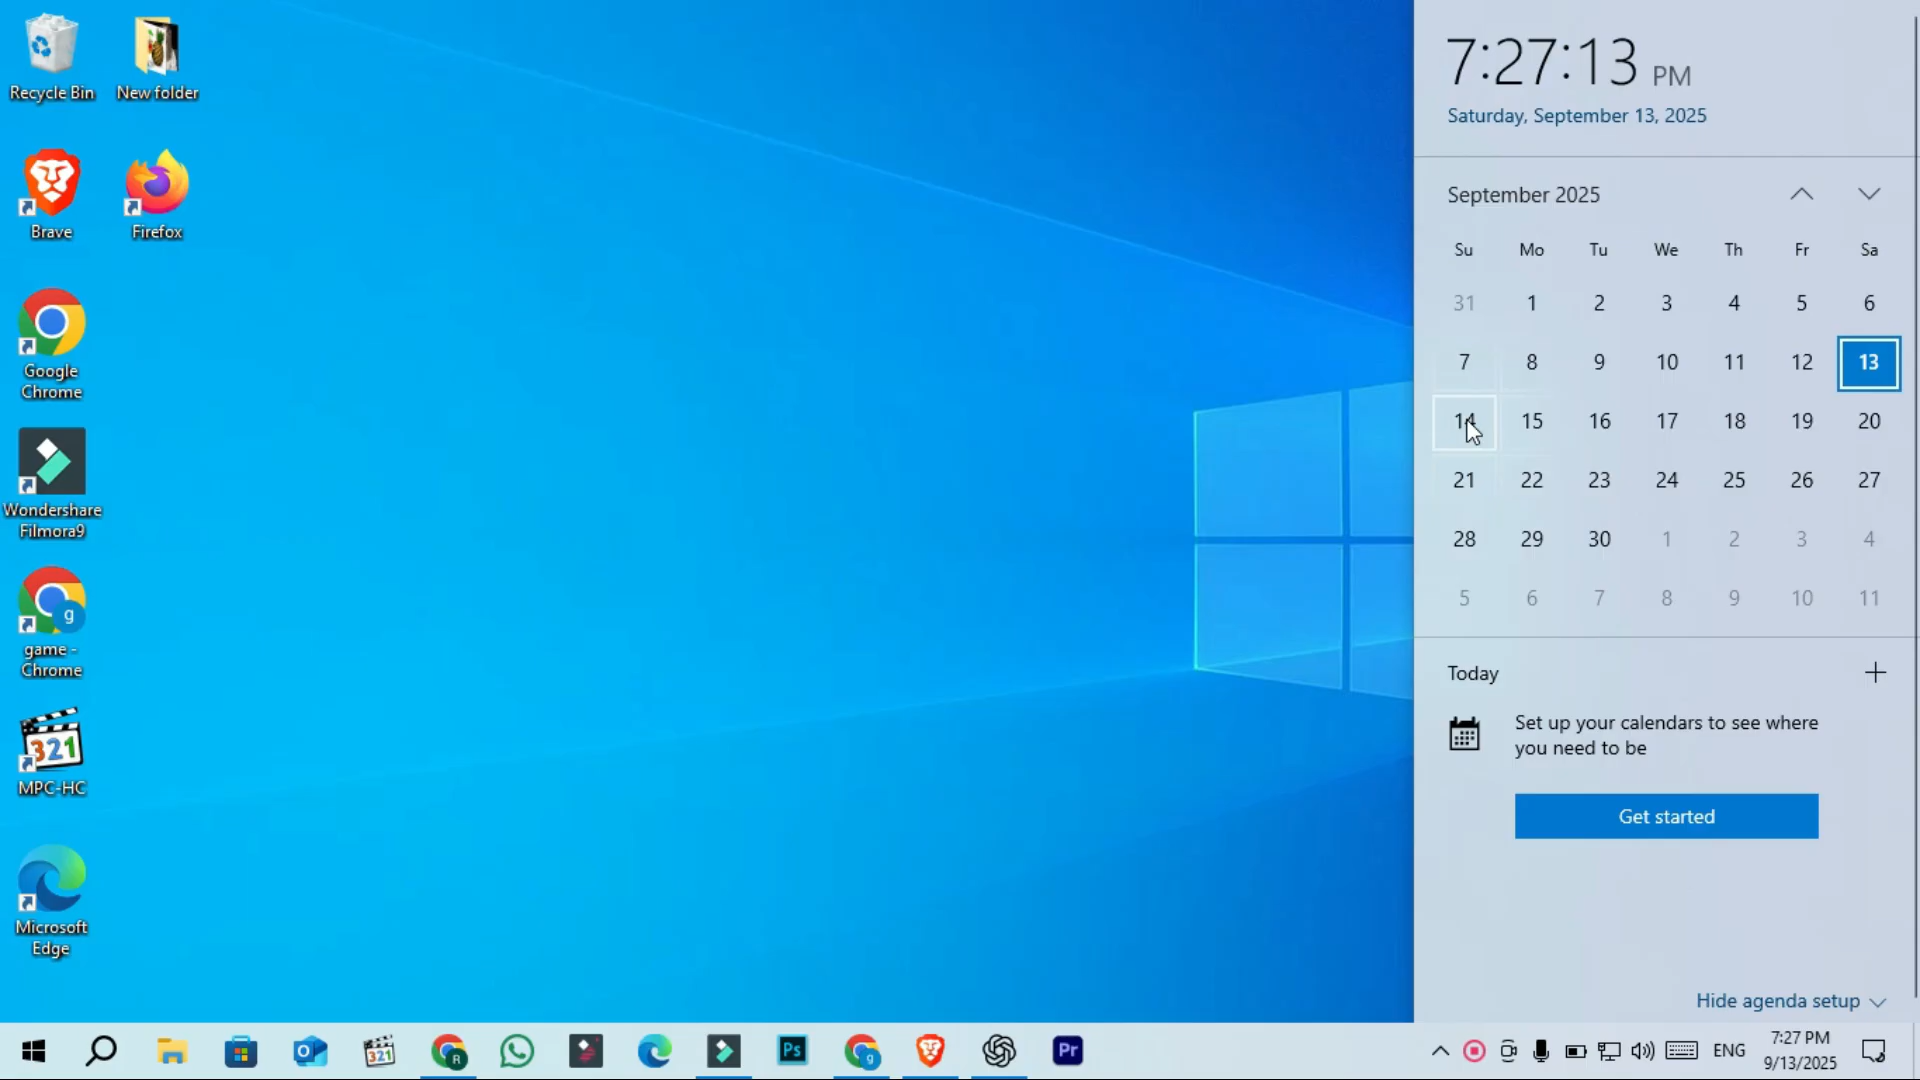 Recycle Bin
New folder
Brave
Firefox
Google
Chrome
Wondershare
Filmora9
g
game -
Chrome
321
MPC-HC
Microsoft
Edge
7:27:13 PM
Saturday, September 13, 2025
September 2025
Su Mo Tu We Th Fr Sa
31 1 2 3 4 5 6
7 8 9 10 11 12 13
14 15 16 17 18 19 20
21 22 23 24 25 26 27
28 29 30 1 2 3 4
5 6 7 8 9 10 11
Today
Set up your calendars to see where
you need to be
Get started
Hide agenda setup
321 R Ps g Pr
ENG
7:27 PM
9/13/2025